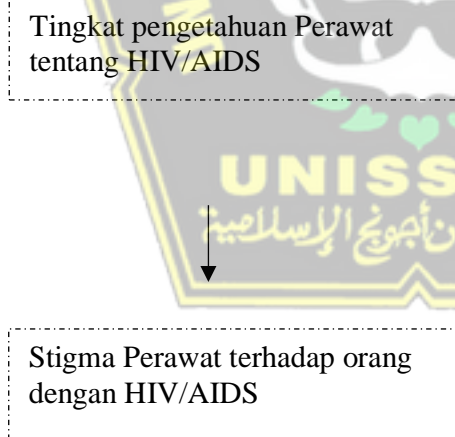 Tingkat pengetahuan Perawat
tentang HIV/AIDS
UNISS
Stigma Perawat terhadap orang
dengan HIV/AIDS